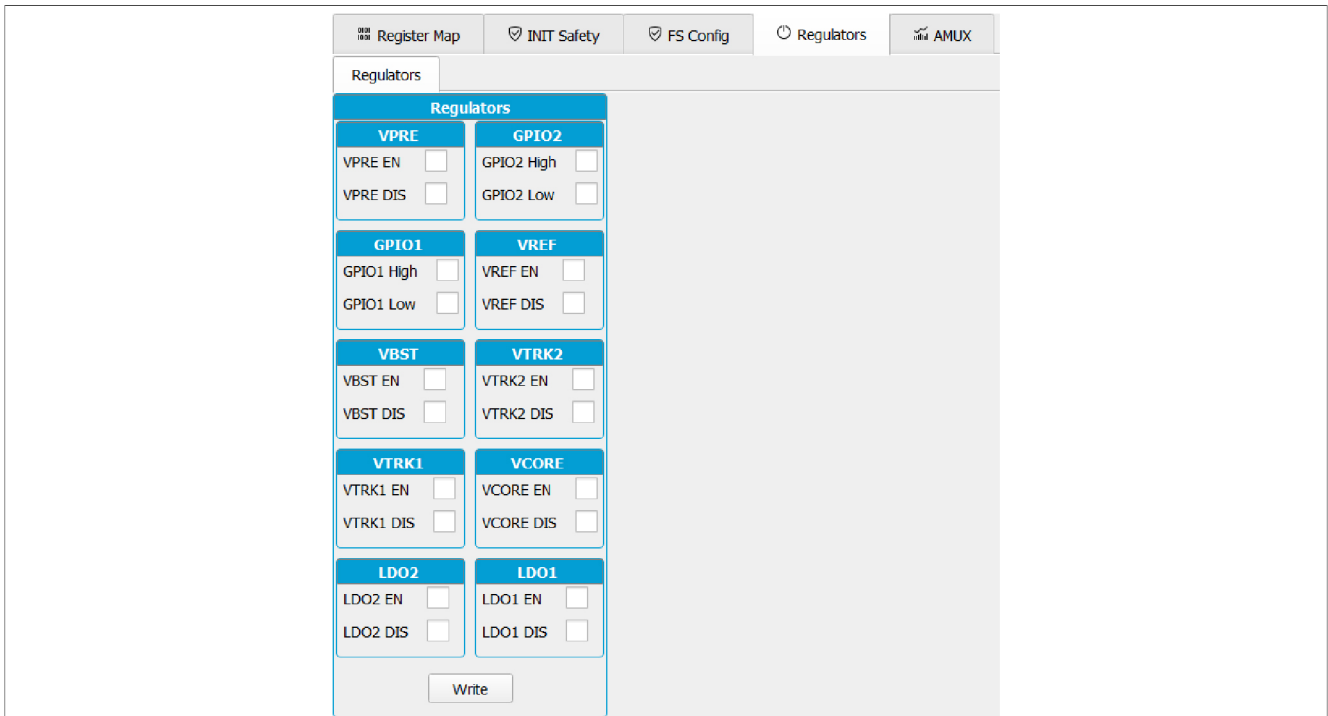 Register Map INIT Safety FS Config Regulators AMUX
Regulators
Regulators
VPRE GPIO2
VPRE EN GPIO2 High
VPRE DIS GPIO2 Low
GPIO1 VREF
GPIO1 High VREF EN
GPIO1 Low VREF DIS
VBST VTRK2
VBST EN VTRK2 EN
VBST DIS VTRK2 DIS
VTRK1 VCORE
VTRK1 EN VCORE EN
VTRK1 DIS VCORE DIS
LDO2 LDO1
LDO2 EN LDO1 EN
LDO2 DIS LDO1 DIS
Write